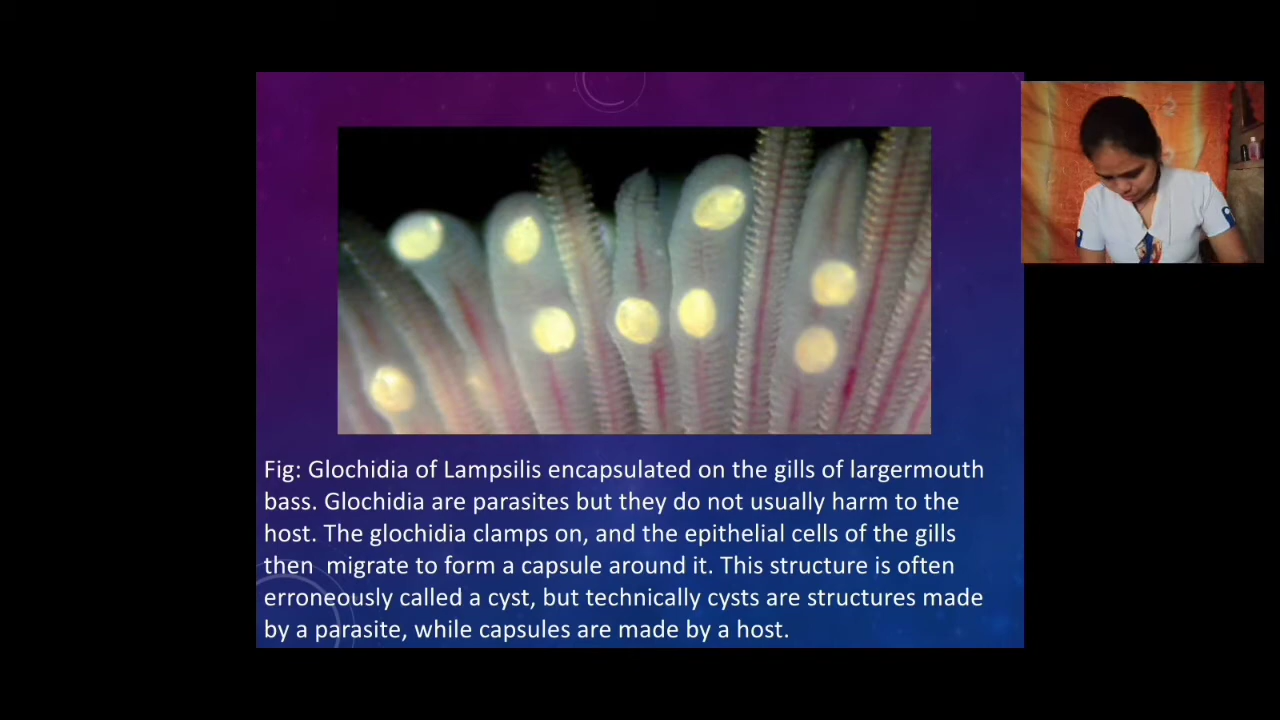 Fig: Glochidia of Lampsilis encapsulated on the gills of largermouth
bass. Glochidia are parasites but they do not usually harm to the
host. The glochidia clamps on, and the epithelial cells of the gills
then  migrate to form a capsule around it. This structure is often
erroneously called a cyst, but technically cysts are structures made
by a parasite, while capsules are made by a host.